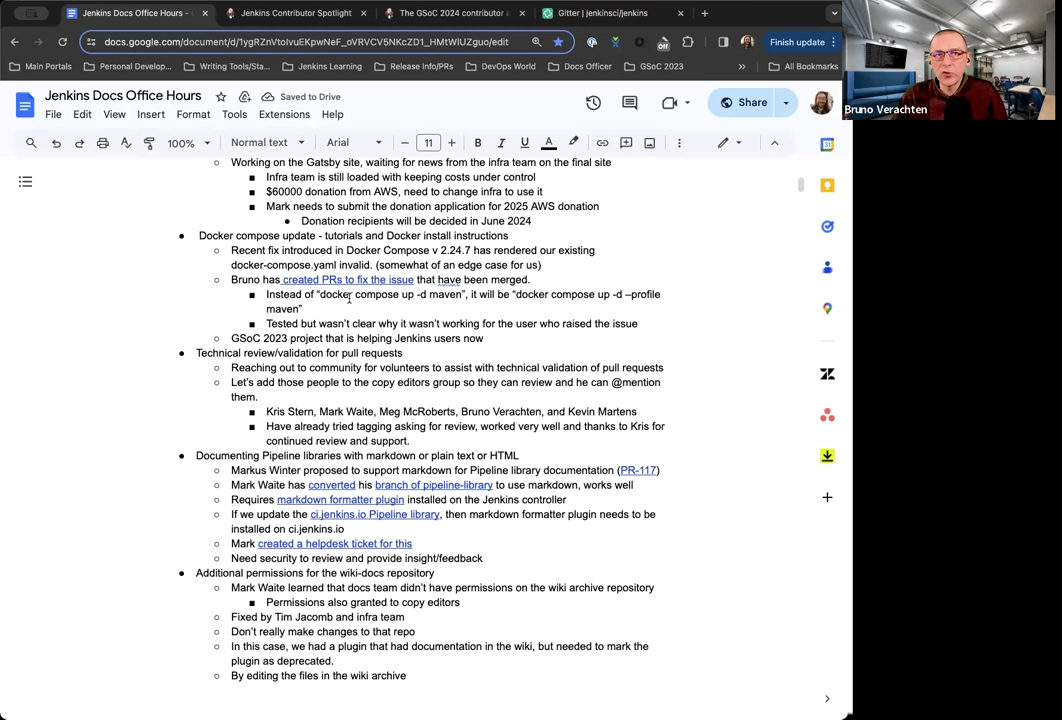 Jenkins Docs Office Hours -
Jenkins Contributor Spotlight
The GSoC 2024 contributor
Gitter | jenkinsci/jenkins
docs.google.com/document/d/1ygRZnVtoIvuEKpwNeF_oVRVCV5NKcZD1_HMtWlUZguo/edit
Off
Finish update
Main Portals
Personal Develop...
Writing Tools/Sta...
Jenkins Learning
Release Info/PRs
DevOps World
Docs Officer
GSoC 2023
All Bookmarks
Jenkins Docs Office Hours
Saved to Drive
File Edit View Insert Format Tools Extensions Help
Share
Bruno Verachten
100% Normal text Arial 11 B I U A
Working on the Gatsby site, waiting for news from the infra team on the final site
Infra team is still loaded with keeping costs under control
$60000 donation from AWS, need to change infra to use it
Mark needs to submit the donation application for 2025 AWS donation
Donation recipients will be decided in June 2024
Docker compose update - tutorials and Docker install instructions
Recent fix introduced in Docker Compose v 2.24.7 has rendered our existing
docker-compose.yaml invalid. (somewhat of an edge case for us)
Bruno has created PRs to fix the issue that have been merged.
Instead of “docker compose up -d maven”, it will be “docker compose up -d –profile
maven”
Tested but wasn’t clear why it wasn’t working for the user who raised the issue
GSoC 2023 project that is helping Jenkins users now
Technical review/validation for pull requests
Reaching out to community for volunteers to assist with technical validation of pull requests
Let’s add those people to the copy editors group so they can review and he can @mention
them.
Kris Stern, Mark Waite, Meg McRoberts, Bruno Verachten, and Kevin Martens
Have already tried tagging asking for review, worked very well and thanks to Kris for
continued review and support.
Documenting Pipeline libraries with markdown or plain text or HTML
Markus Winter proposed to support markdown for Pipeline library documentation (PR-117)
Mark Waite has converted his branch of pipeline-library to use markdown, works well
Requires markdown formatter plugin installed on the Jenkins controller
If we update the ci.jenkins.io Pipeline library, then markdown formatter plugin needs to be
installed on ci.jenkins.io
Mark created a helpdesk ticket for this
Need security to review and provide insight/feedback
Additional permissions for the wiki-docs repository
Mark Waite learned that docs team didn’t have permissions on the wiki archive repository
Permissions also granted to copy editors
Fixed by Tim Jacomb and infra team
Don’t really make changes to that repo
In this case, we had a plugin that had documentation in the wiki, but needed to mark the
plugin as deprecated.
By editing the files in the wiki archive